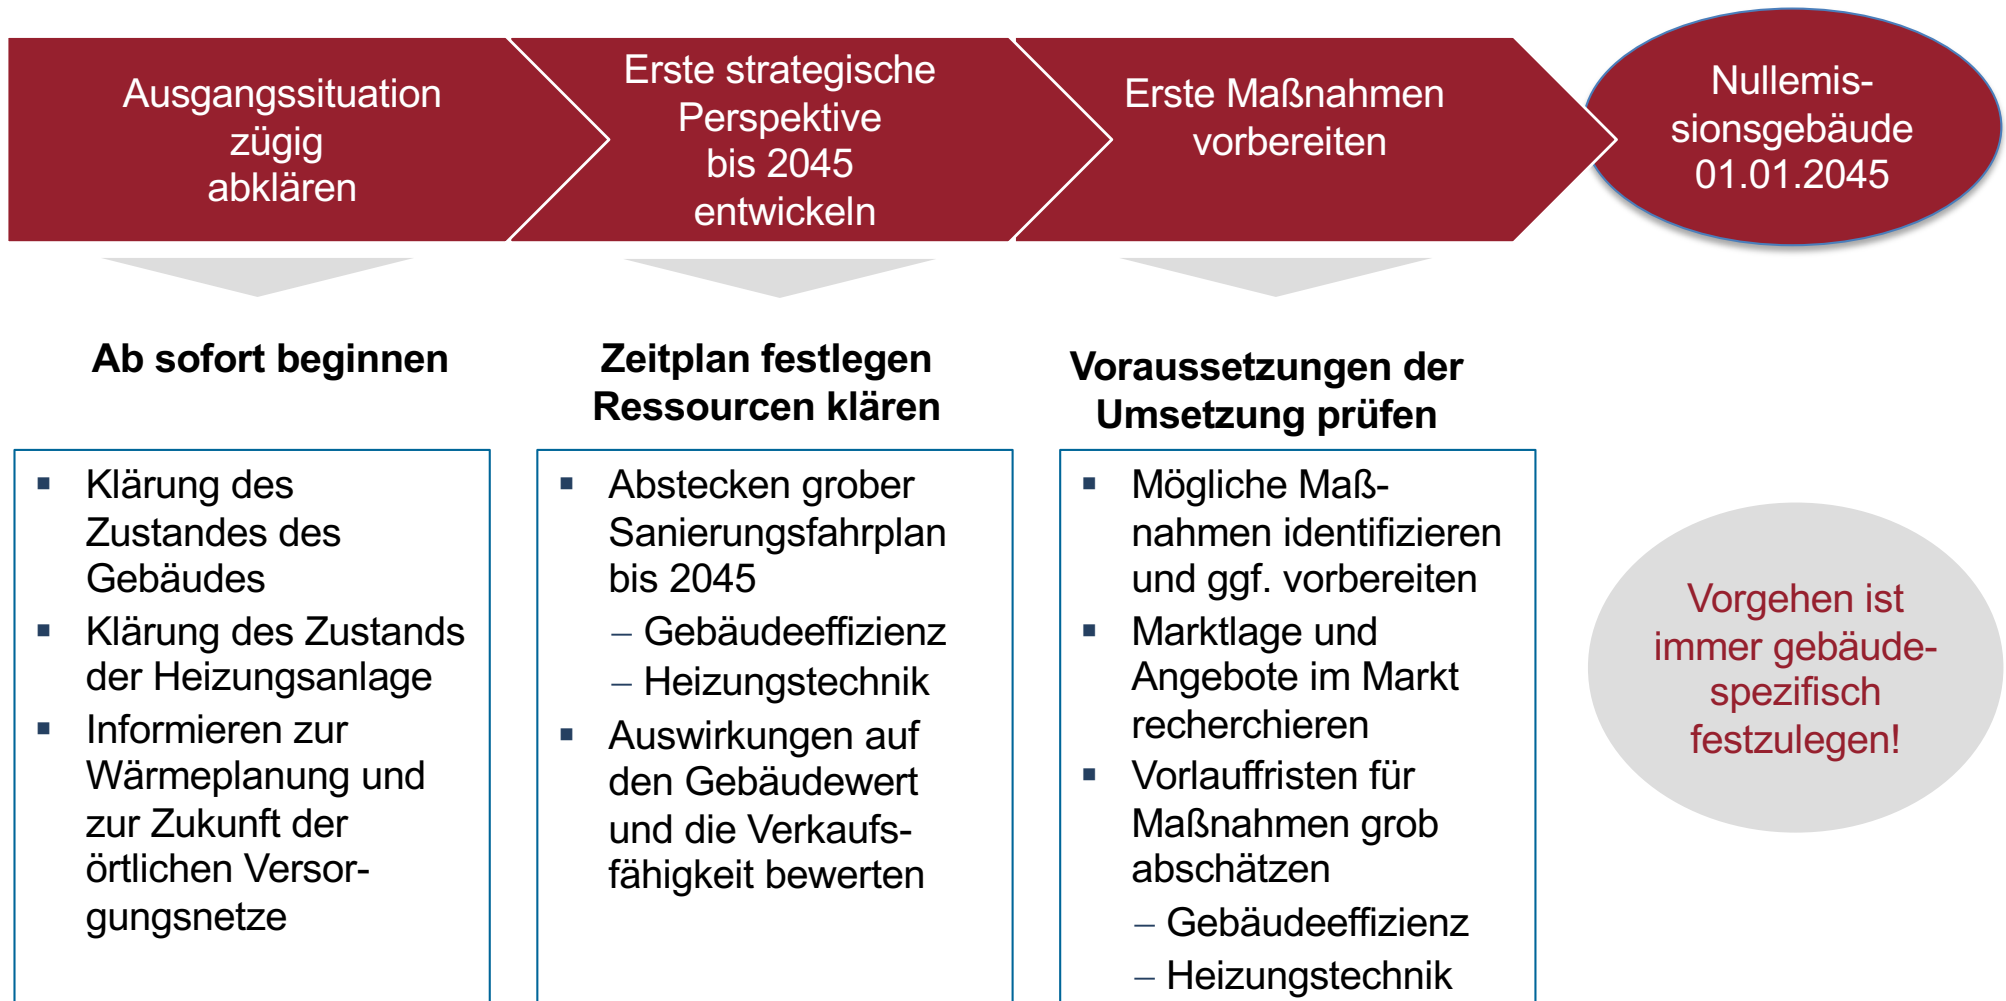 Ausgangssituation
zügig
abklären
Erste strategische
Perspektive
bis 2045
entwickeln
Erste Maßnahmen
vorbereiten
Nullemis-
sionsgebäude
01.01.2045
Ab sofort beginnen
▪ Klärung des
Zustandes des
Gebäudes
▪ Klärung des Zustands
der Heizungsanlage
▪ Informieren zur
Wärmeplanung und
zur Zukunft der
örtlichen Versor-
gungsnetze
Zeitplan festlegen
Ressourcen klären
▪ Abstecken grober
Sanierungsfahrplan
bis 2045
– Gebäudeeffizienz
– Heizungstechnik
▪ Auswirkungen auf
den Gebäudewert
und die Verkaufs-
fähigkeit bewerten
Voraussetzungen der
Umsetzung prüfen
▪ Mögliche Maß-
nahmen identifizieren
und ggf. vorbereiten
▪ Marktlage und
Angebote im Markt
recherchieren
▪ Vorlauffristen für
Maßnahmen grob
abschätzen
– Gebäudeeffizienz
– Heizungstechnik
Vorgehen ist
immer gebäude-
spezifisch
festzulegen!